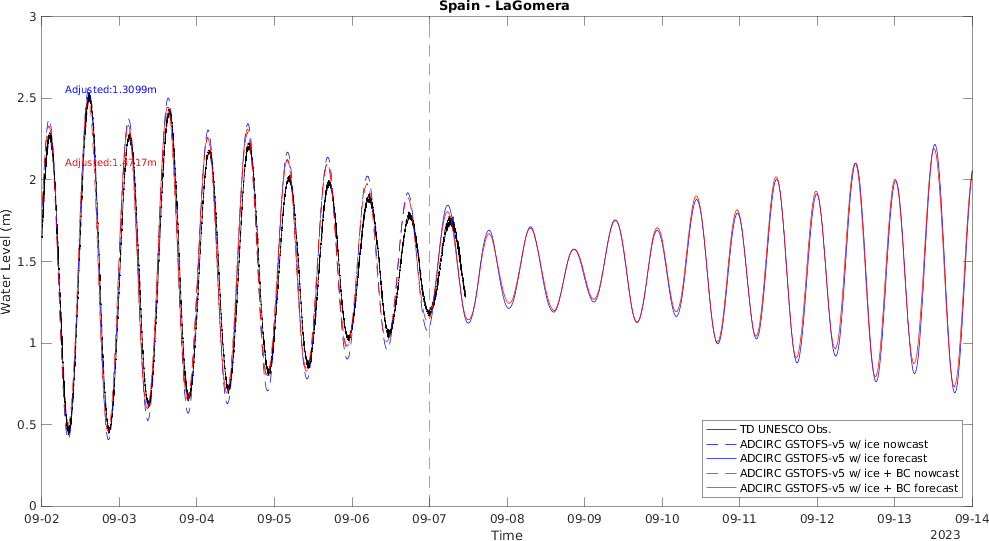 Spain - LaGomera
3
2.5
2
1.5
1
0.5
0
Water Level (m)
Adjusted:1.3099m
Adjusted:1.4717m
TD UNESCO Obs.
ADCIRC GSTOFS-v5 w/ ice nowcast
ADCIRC GSTOFS-v5 w/ ice forecast
ADCIRC GSTOFS-v5 w/ ice + BC nowcast
ADCIRC GSTOFS-v5 w/ ice + BC forecast
09-02 09-03 09-04 09-05 09-06 09-07 09-08 09-09 09-10 09-11 09-12 09-13 09-14
Time
2023